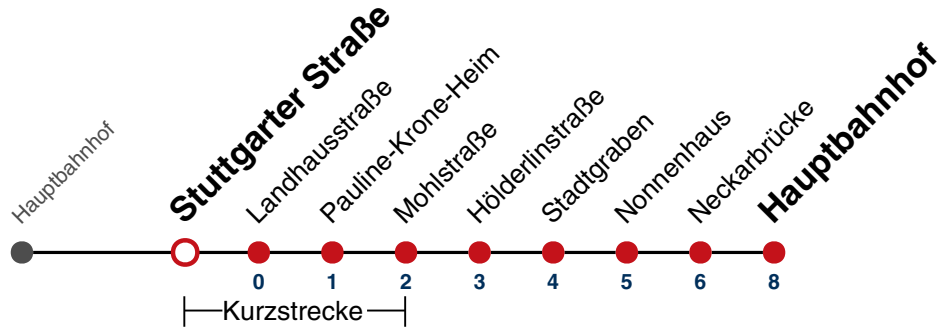 Hauptbahnhof
Stuttgarter Straße
Landhausstraße
Pauline-Krone-Heim
Mohlstraße
Hölderlinstraße
Stadtgraben
Nonnenhaus
Neckarbrücke
Hauptbahnhof
0 1 2 3 4 5 6 8
Kurzstrecke